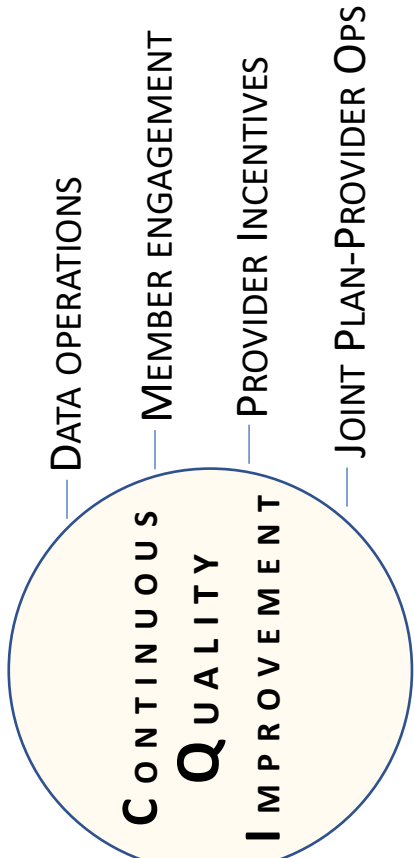 CONTINUOUS
QUALITY
IMPROVEMENT
DATA OPERATIONS
MEMBER ENGAGEMENT
PROVIDER INCENTIVES
JOINT PLAN-PROVIDER OPS